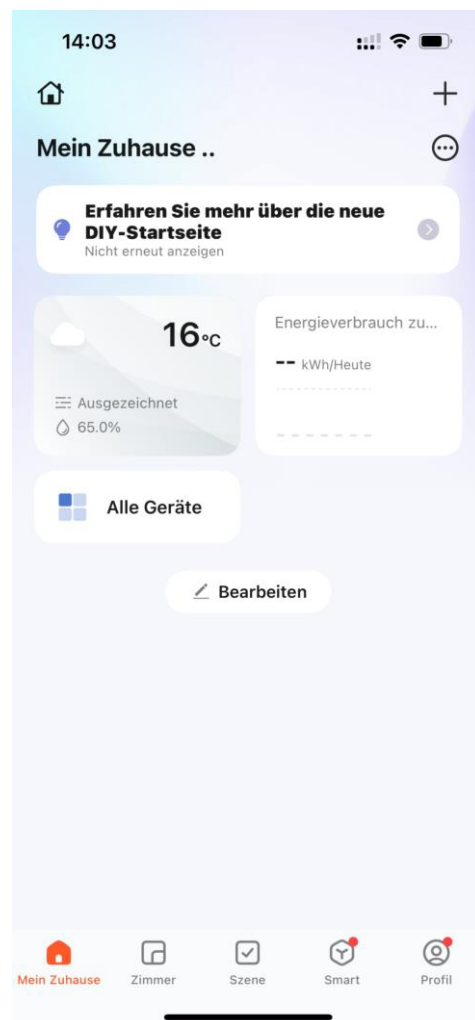 14:03
Mein Zuhause ..
Erfahren Sie mehr über die neue
DIY-Startseite
Nicht erneut anzeigen
16°C
Ausgezeichnet
65.0%
Energieverbrauch zu...
-- kWh/Heute
Alle Geräte
Bearbeiten
Mein Zuhause
Zimmer
Szene
Smart
Profil